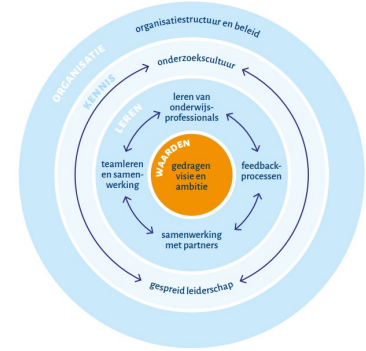 organisatiestructuur en beleid
ORGANISATIE
onderzokscultuur
KENNIS
leren van
onderwijs-
professionals
LEREN
WAARDEN
teamleren
en samen-
werking
gedragen
visie en
ambitie
feedback-
processen
samenwerking
met partners
gespreid leiderschap